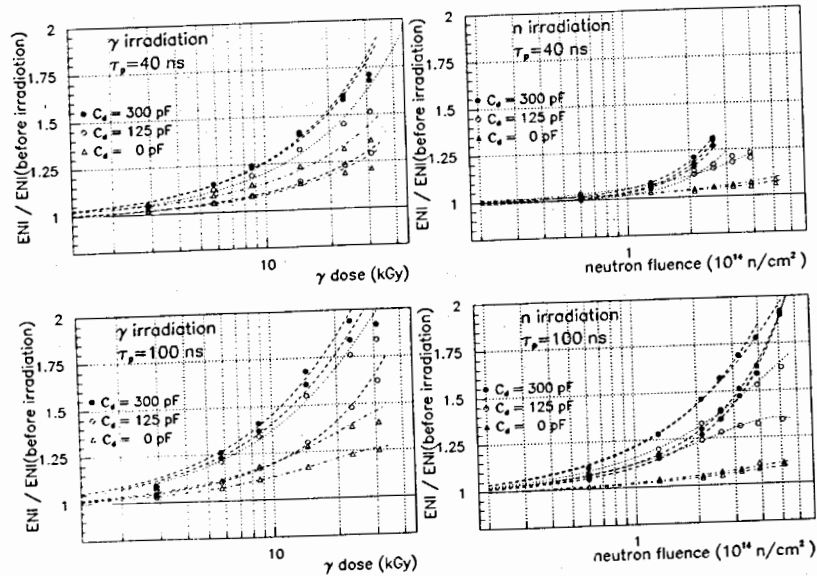 γ irradiation
τp=40 ns
Cd = 300 pF
Cd = 125 pF
Cd = 0 pF
2
1.75
1.5
1.25
1
ENI / ENI(before irradiation)
10
γ dose (kGy)
n irradiation
τp=40 ns
Cd = 300 pF
Cd = 125 pF
Cd = 0 pF
2
1.75
1.5
1.25
1
ENI / ENI(before irradiation)
1
neutron fluence (10¹⁴ n/cm²)
γ irradiation
τp=100 ns
Cd = 300 pF
Cd = 125 pF
Cd = 0 pF
2
1.75
1.5
1.25
1
ENI / ENI(before irradiation)
10
γ dose (kGy)
n irradiation
τp=100 ns
Cd = 300 pF
Cd = 125 pF
Cd = 0 pF
2
1.75
1.5
1.25
1
ENI / ENI(before irradiation)
1
neutron fluence (10¹⁴ n/cm²)